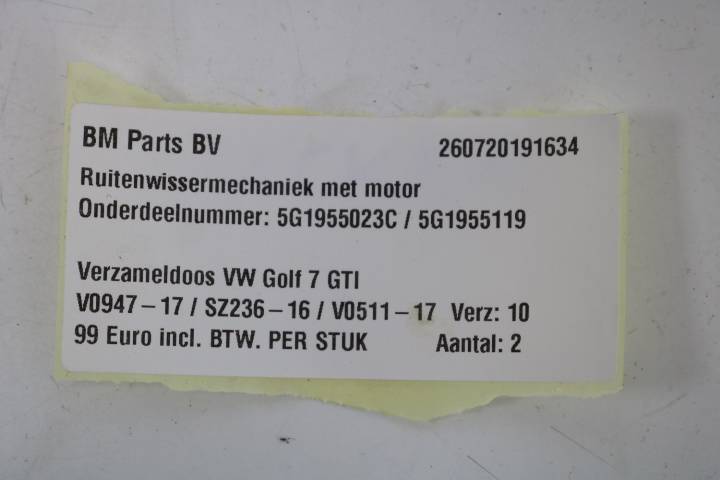 BM Parts BV 260720191634
Ruitenwissermechaniek met motor
Onderdeelnummer: 5G1955023C / 5G1955119
Verzameldoos VW Golf 7 GTI
V0947-17 / SZ236-16 / V0511-17 Verz: 10
99 Euro incl. BTW. PER STUK Aantal: 2